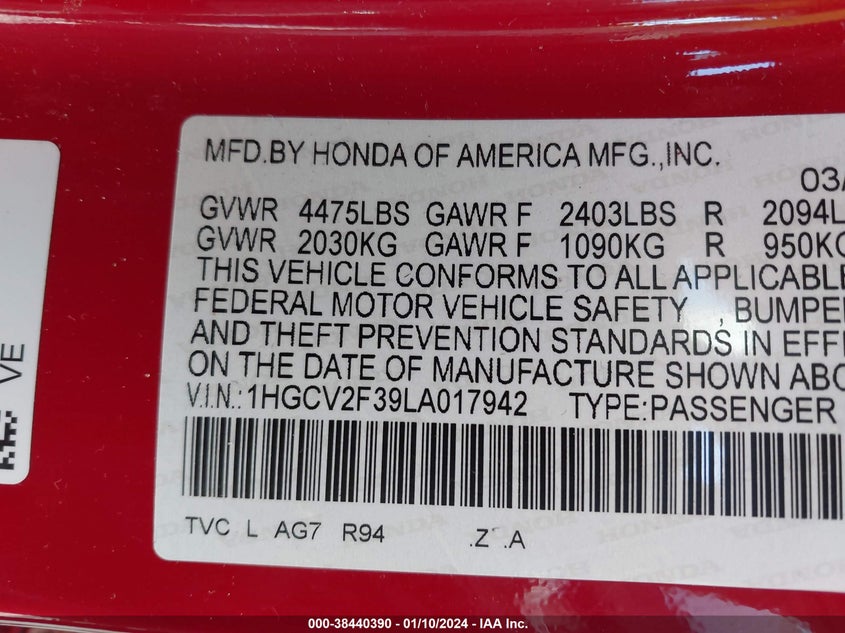 MFD.BY HONDA OF AMERICA MFG.,INC.
03/
GVWR 4475LBS GAWR F 2403LBS R 2094L
GVWR 2030KG GAWR F 1090KG R 950KG
THIS VEHICLE CONFORMS TO ALL APPLICABLE
FEDERAL MOTOR VEHICLE SAFETY , BUMPER
AND THEFT PREVENTION STANDARDS IN EFF
ON THE DATE OF MANUFACTURE SHOWN ABO
V.I.N.: 1HGCV2F39LA017942 TYPE:PASSENGER
TVC L AG7 R94 .Z .A
VE
000-38440390 - 01/10/2024 - IAA Inc.